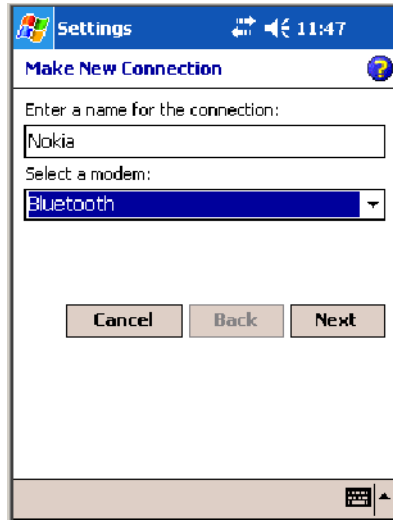 Settings 11:47
Make New Connection ?
Enter a name for the connection:
Nokia
Select a modem:
Bluetooth
Cancel Back Next